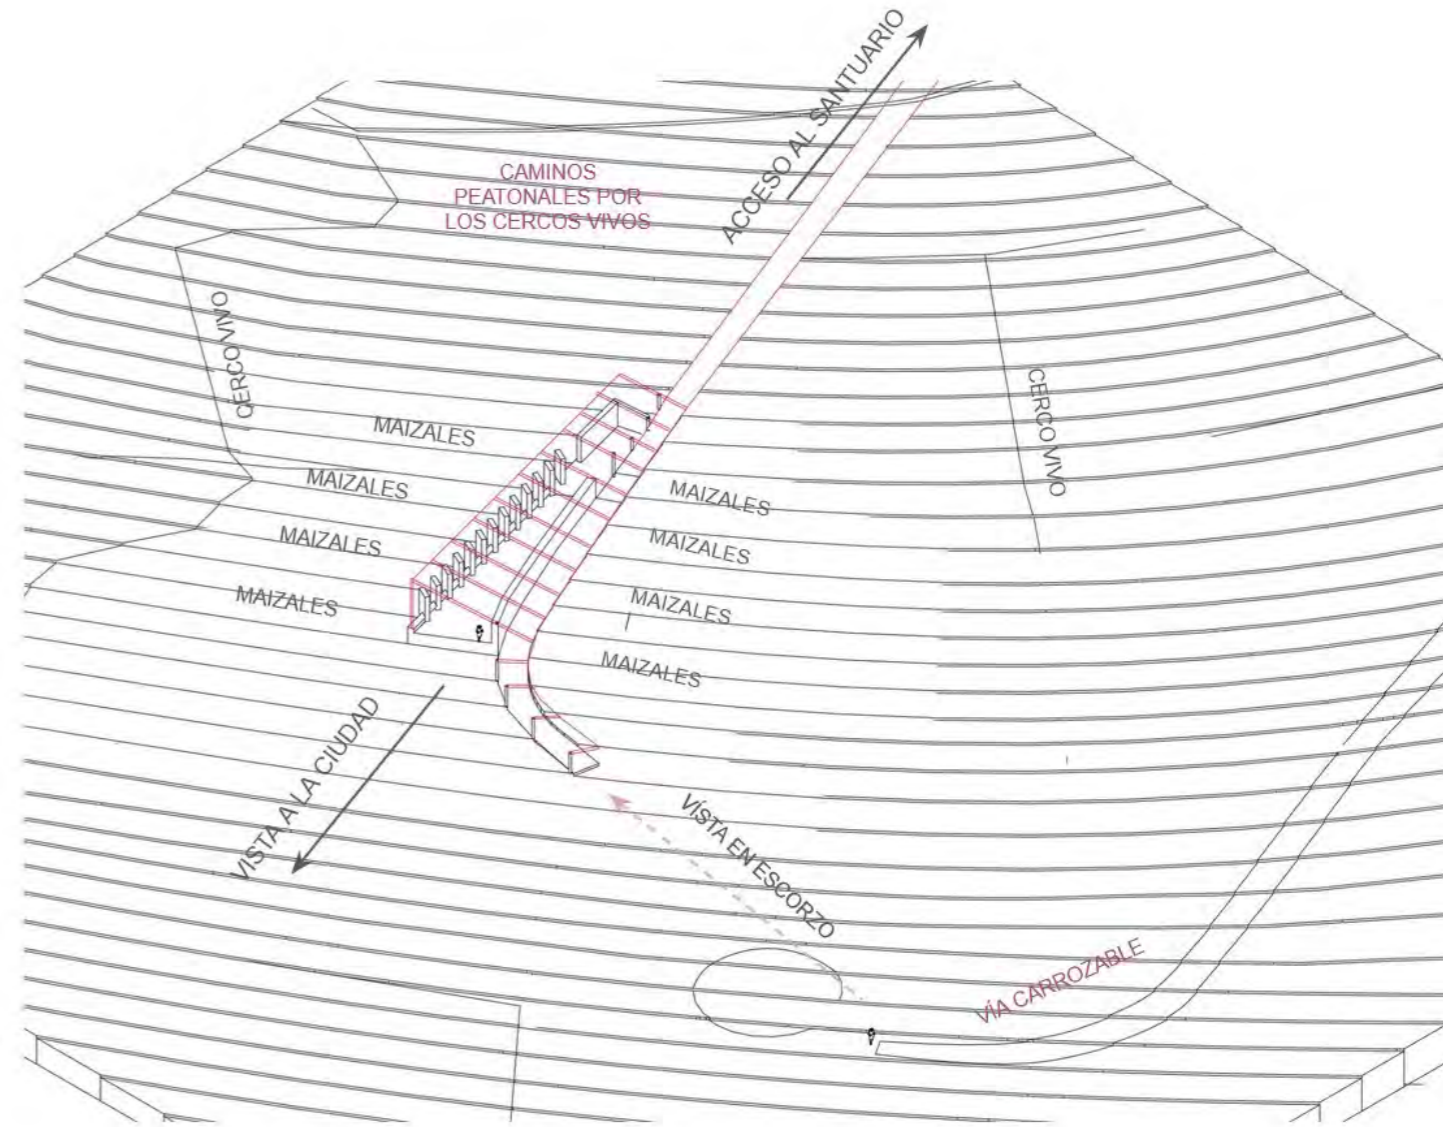 ACCESO AL SANTUARIO
CAMINOS
PEATONALES POR
LOS CERCOS VIVOS
CERCO VIVO
CERCO VIVO
MAIZALES
MAIZALES
MAIZALES
MAIZALES
MAIZALES
MAIZALES
MAIZALES
MAIZALES
VISTA A LA CIUDAD
VÍSTA EN ESCORZO
VÍA CARROZABLE